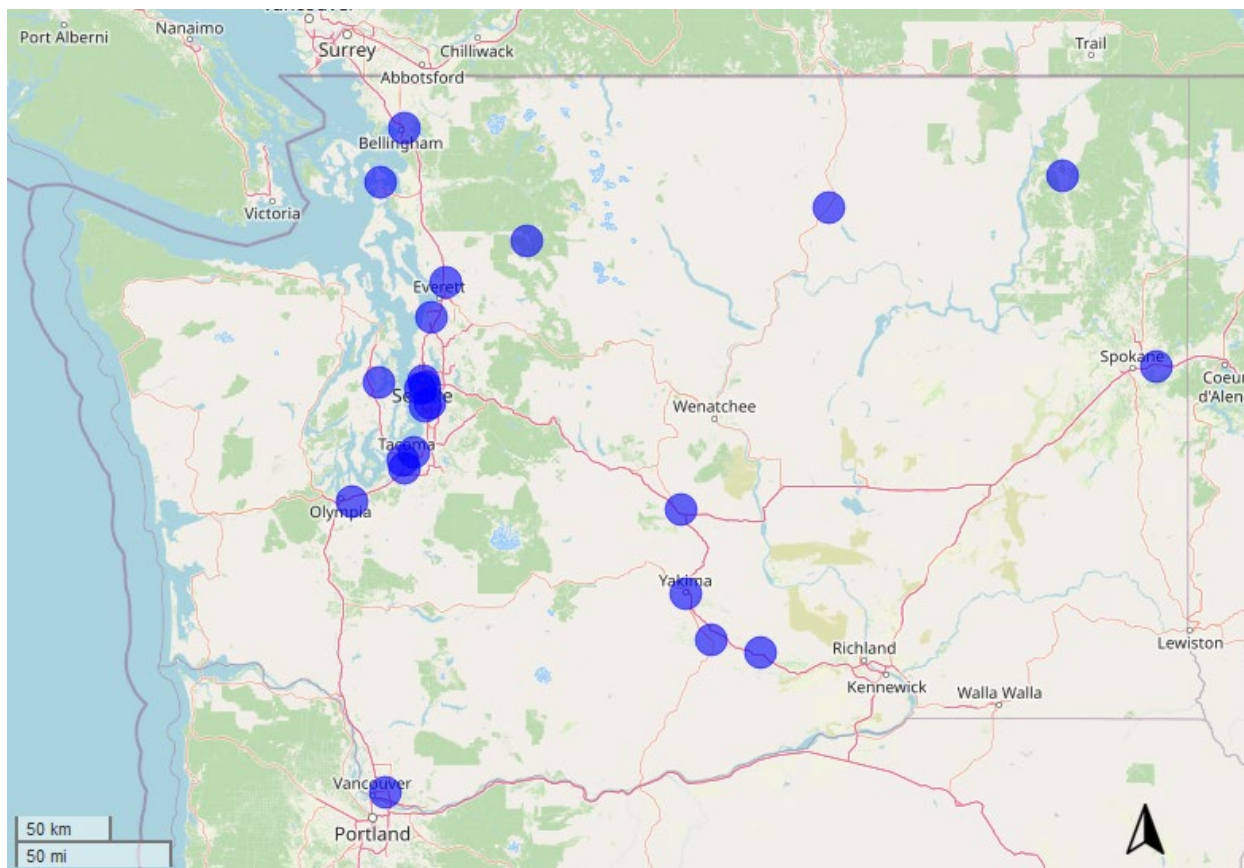 Vancouver
Nanaimo
Port Alberni
Surrey
Chilliwack
Trail
Abbotsford
Bellingham
Victoria
Everett
Spokane
Coeur
d'Alen
Wenatchee
Tacoma
Olympia
Yakima
Lewiston
Richland
Kennewick
Walla Walla
Vancouver
Portland
50 km
50 mi